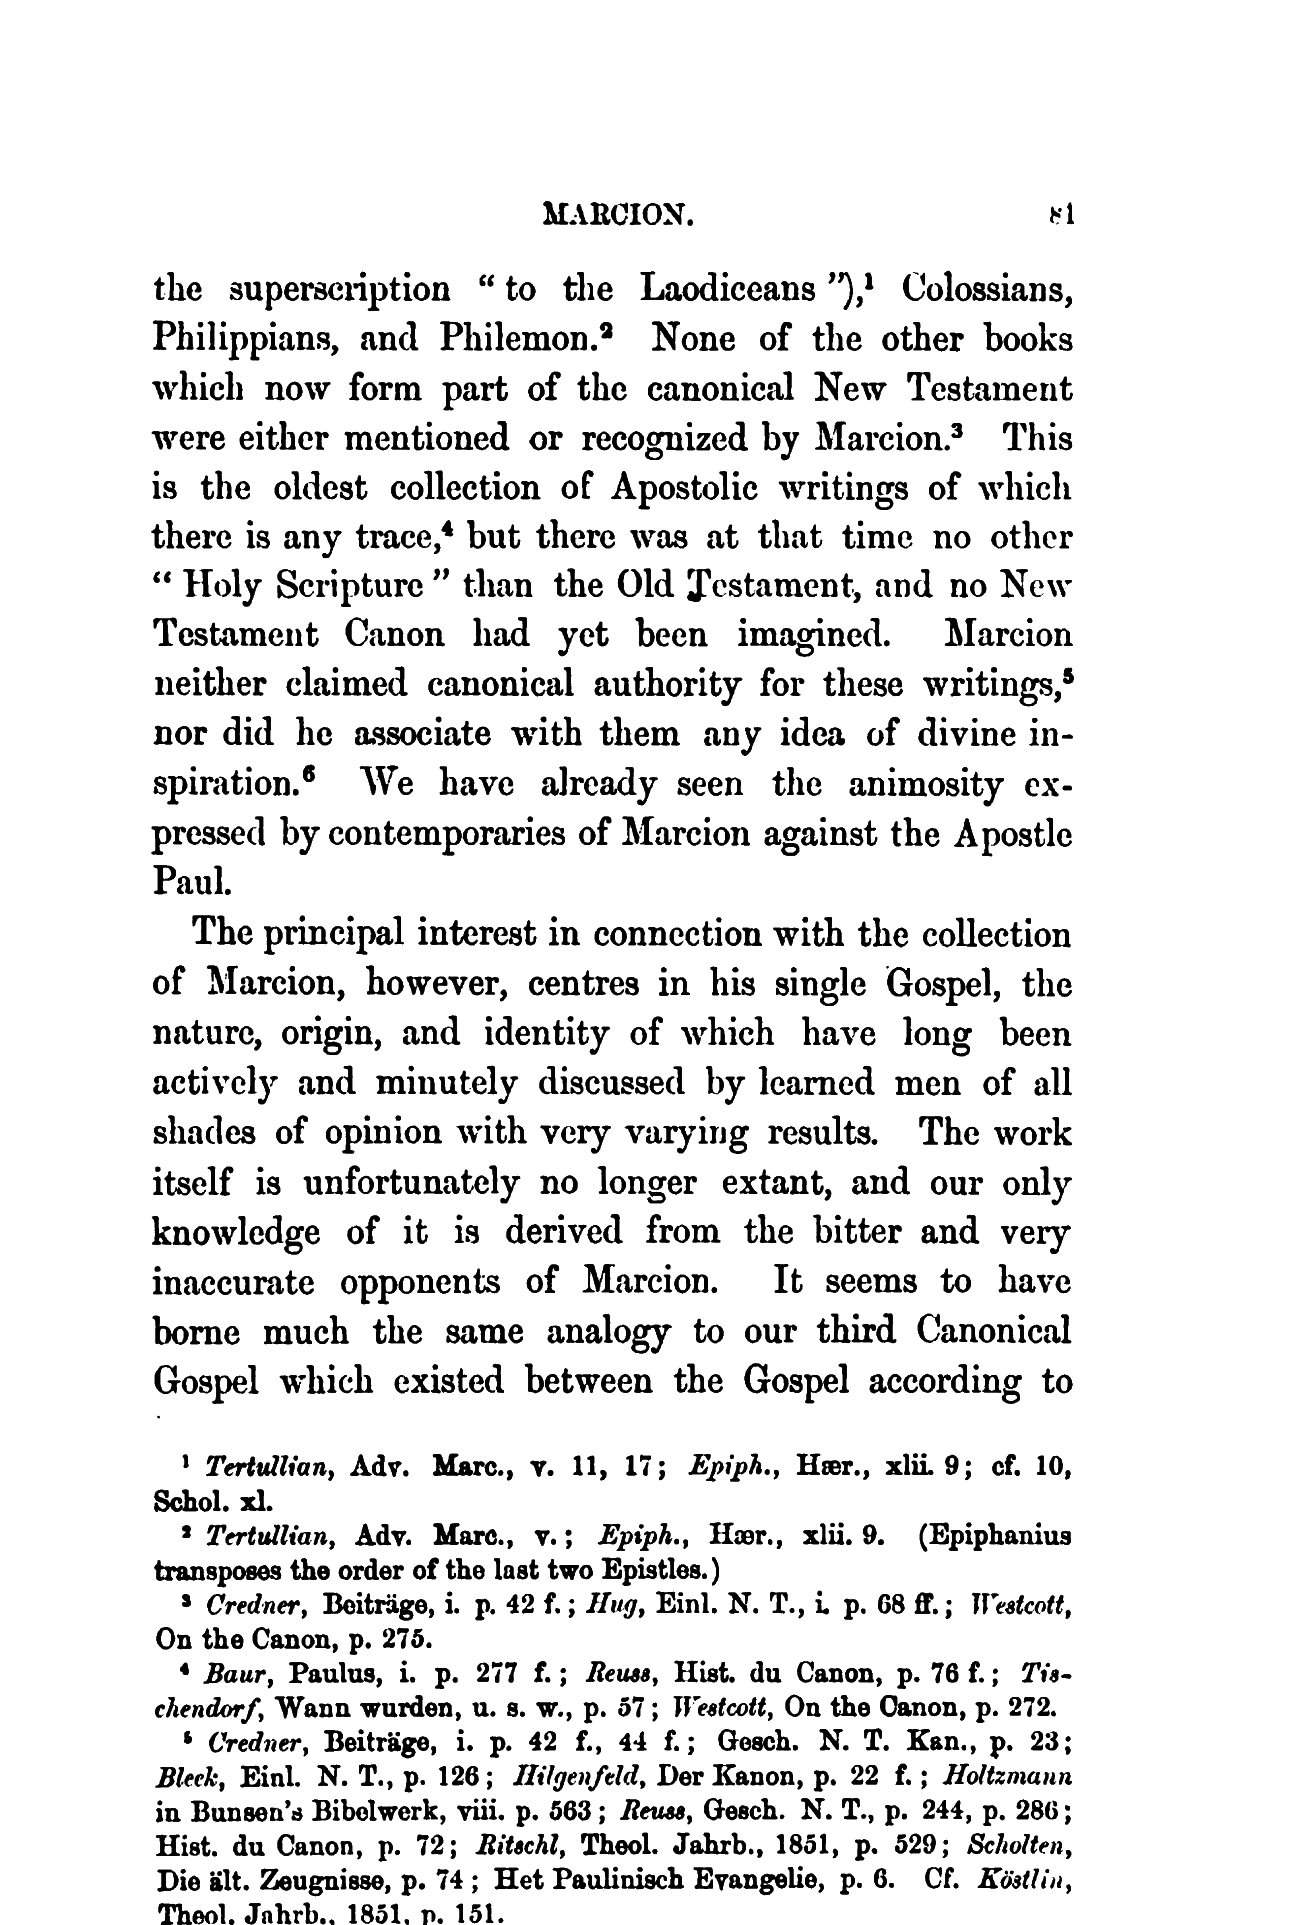 MARCION. 81
the superscription “ to the Laodiceans ”),¹ Colossians,
Philippians, and Philemon.² None of the other books
which now form part of the canonical New Testament
were either mentioned or recognized by Marcion.³ This
is the oldest collection of Apostolic writings of which
there is any trace,⁴ but there was at that time no other
“ Holy Scripture ” than the Old Testament, and no New
Testament Canon had yet been imagined. Marcion
neither claimed canonical authority for these writings,⁵
nor did he associate with them any idea of divine in-
spiration.⁶ We have already seen the animosity ex-
pressed by contemporaries of Marcion against the Apostle
Paul.
The principal interest in connection with the collection
of Marcion, however, centres in his single Gospel, the
nature, origin, and identity of which have long been
actively and minutely discussed by learned men of all
shades of opinion with very varying results. The work
itself is unfortunately no longer extant, and our only
knowledge of it is derived from the bitter and very
inaccurate opponents of Marcion. It seems to have
borne much the same analogy to our third Canonical
Gospel which existed between the Gospel according to
¹ Tertullian, Adv. Marc., v. 11, 17; Epiph., Hær., xlii. 9; cf. 10,
Schol. xl.
² Tertullian, Adv. Marc., v.; Epiph., Hær., xlii. 9. (Epiphanius
transposes the order of the last two Epistles.)
³ Credner, Beiträge, i. p. 42 f.; Hug, Einl. N. T., i. p. 68 ff.; Westcott,
On the Canon, p. 275.
⁴ Baur, Paulus, i. p. 277 f.; Reuss, Hist. du Canon, p. 76 f.; Tis-
chendorf, Wann wurden, u. s. w., p. 57; Westcott, On the Canon, p. 272.
⁵ Credner, Beiträge, i. p. 42 f., 44 f.; Gesch. N. T. Kan., p. 23;
Bleek, Einl. N. T., p. 126; Hilgenfeld, Der Kanon, p. 22 f.; Holtzmann
in Bunsen's Bibelwerk, viii. p. 563; Reuss, Gesch. N. T., p. 244, p. 286;
Hist. du Canon, p. 72; Ritschl, Theol. Jahrb., 1851, p. 529; Scholten,
Die ält. Zeugnisse, p. 74; Het Paulinisch Evangelie, p. 6. Cf. Köstlin,
Theol. Jahrb., 1851, p. 151.